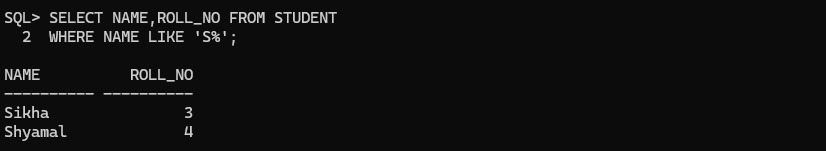 SQL> SELECT NAME,ROLL_NO FROM STUDENT
  2  WHERE NAME LIKE 'S%';

NAME          ROLL_NO
---------- ----------
Sikha               3
Shyamal             4